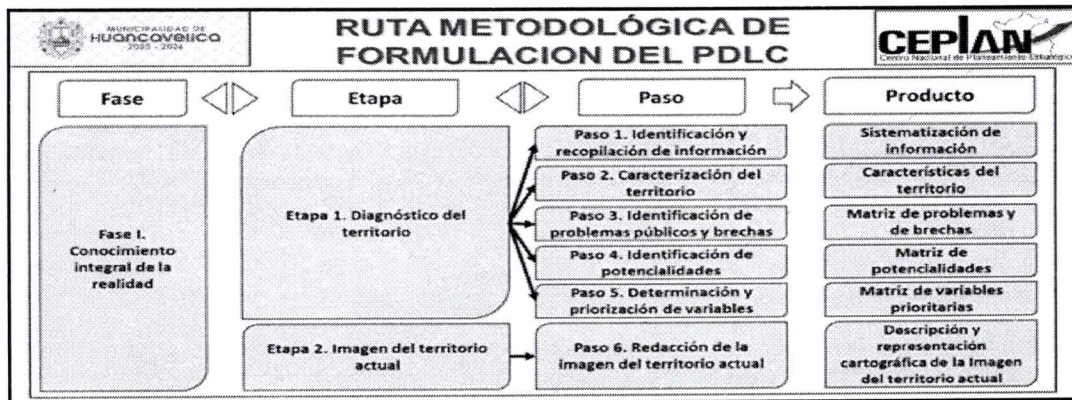 MUNICIPALIDAD DE
HUANCAVELICA
2023 - 2026
RUTA METODOLÓGICA DE
FORMULACION DEL PDLC
CEPLAN
Centro Nacional de Planeamiento Estratégico
Fase
Etapa
Paso
Producto
Fase I.
Conocimiento
integral de la
realidad
Etapa 1. Diagnóstico del
territorio
Paso 1. Identificación y
recopilación de información
Sistematización de
información
Paso 2. Caracterización del
territorio
Características del
territorio
Paso 3. Identificación de
problemas públicos y brechas
Matriz de problemas y
de brechas
Paso 4. Identificación de
potencialidades
Matriz de
potencialidades
Paso 5. Determinación y
priorización de variables
Matriz de variables
prioritarias
Etapa 2. Imagen del territorio
actual
Paso 6. Redacción de la
imagen del territorio actual
Descripción y
representación
cartográfica de la Imagen
del territorio actual